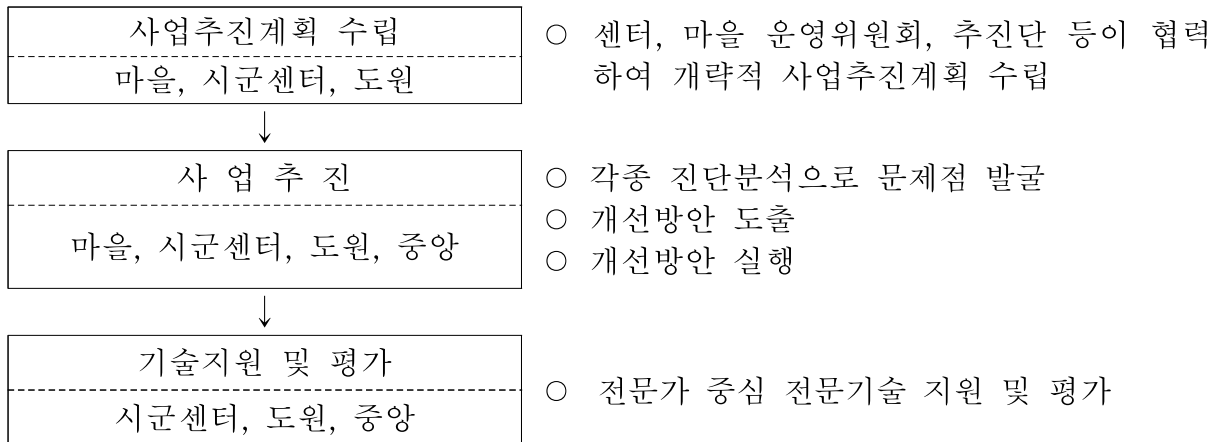 사업추진계획 수립
마을, 시군센터, 도원
○ 센터, 마을 운영위원회, 추진단 등이 협력
하여 개략적 사업추진계획 수립
↓
사 업 추 진
마을, 시군센터, 도원, 중앙
○ 각종 진단분석으로 문제점 발굴
○ 개선방안 도출
○ 개선방안 실행
↓
기술지원 및 평가
시군센터, 도원, 중앙
○ 전문가 중심 전문기술 지원 및 평가